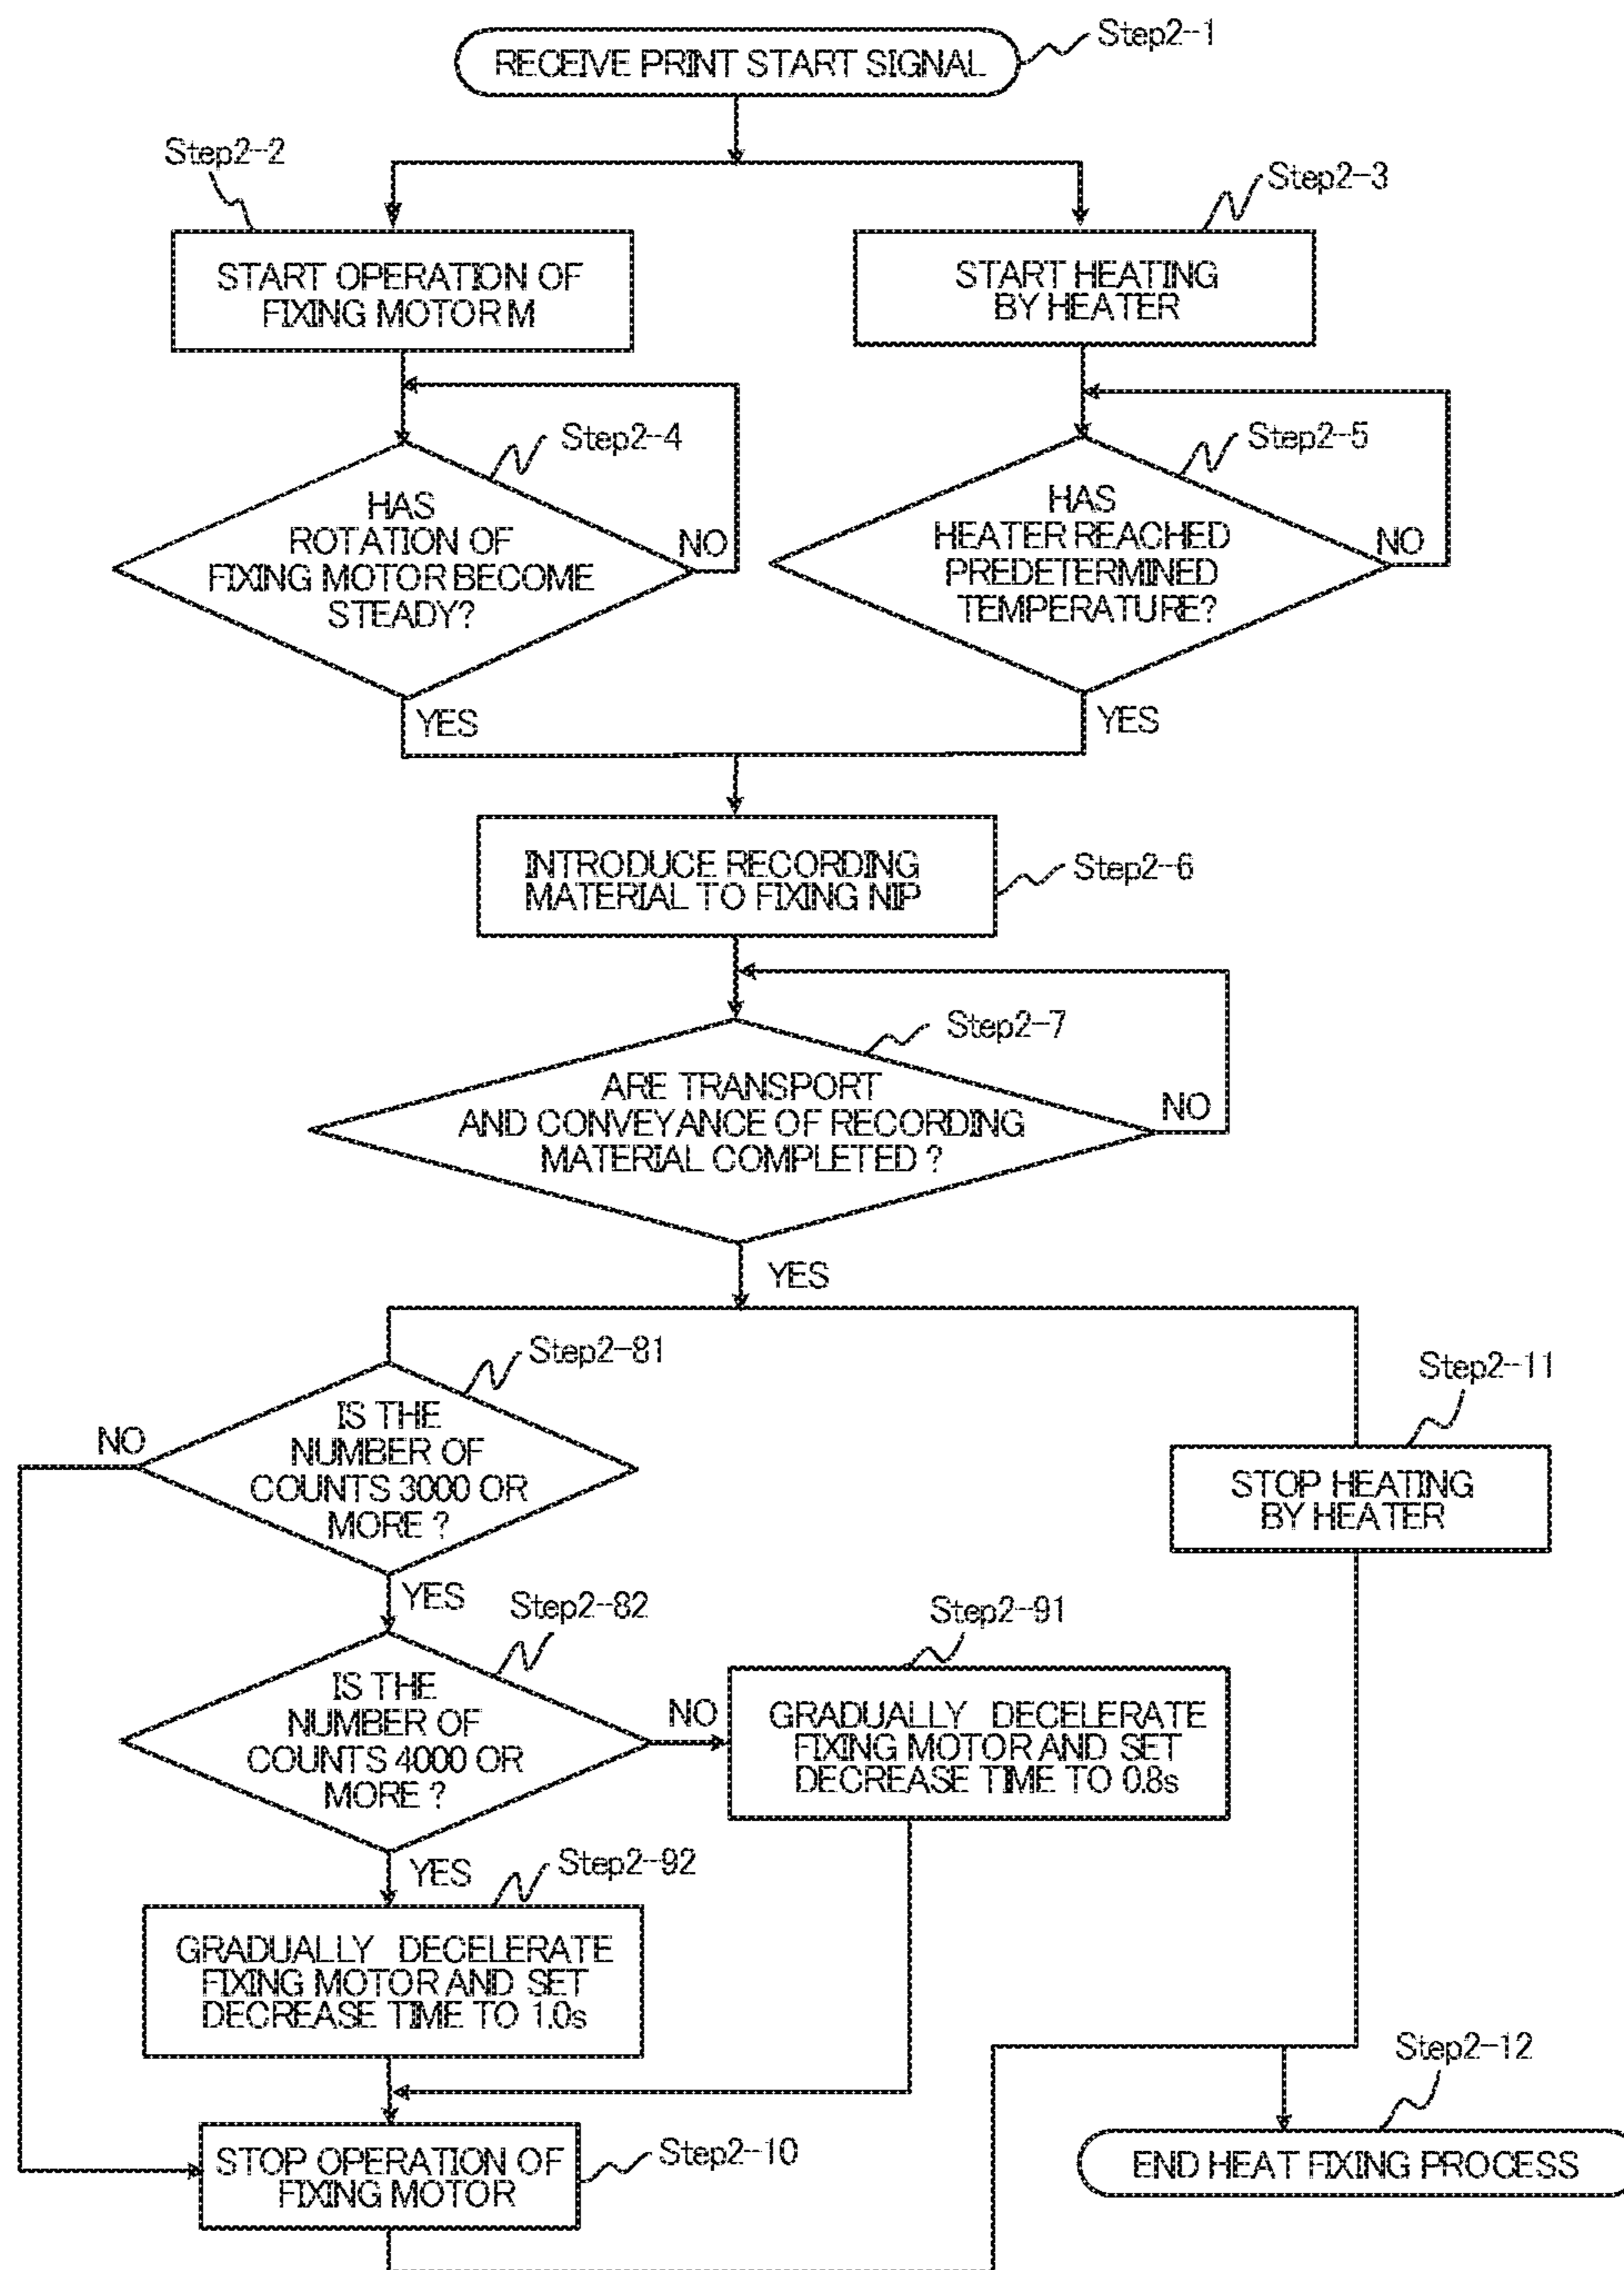 RECEIVE PRINT START SIGNAL
Step2-1
Step2-2
Step2-3
START OPERATION OF
FIXING MOTOR M
START HEATING
BY HEATER
Step2-4
Step2-5
HAS
ROTATION OF
FIXING MOTOR BECOME
STEADY?
NO
HAS
HEATER REACHED
PREDETERMINED
TEMPERATURE?
NO
YES
YES
INTRODUCE RECORDING
MATERIAL TO FIXING NIP
Step2-6
Step2-7
ARE TRANSPORT
AND CONVEYANCE OF RECORDING
MATERIAL COMPLETED ?
NO
YES
Step2-81
Step2-11
IS THE
NUMBER OF
COUNTS 3000 OR
MORE ?
NO
STOP HEATING
BY HEATER
YES
Step2-82
Step2-91
IS THE
NUMBER OF
COUNTS 4000 OR
MORE ?
NO
GRADUALLY DECELERATE
FIXING MOTOR AND SET
DECREASE TIME TO 0.8s
YES
Step2-92
GRADUALLY DECELERATE
FIXING MOTOR AND SET
DECREASE TIME TO 1.0s
Step2-12
STOP OPERATION OF
FIXING MOTOR
Step2-10
END HEAT FIXING PROCESS